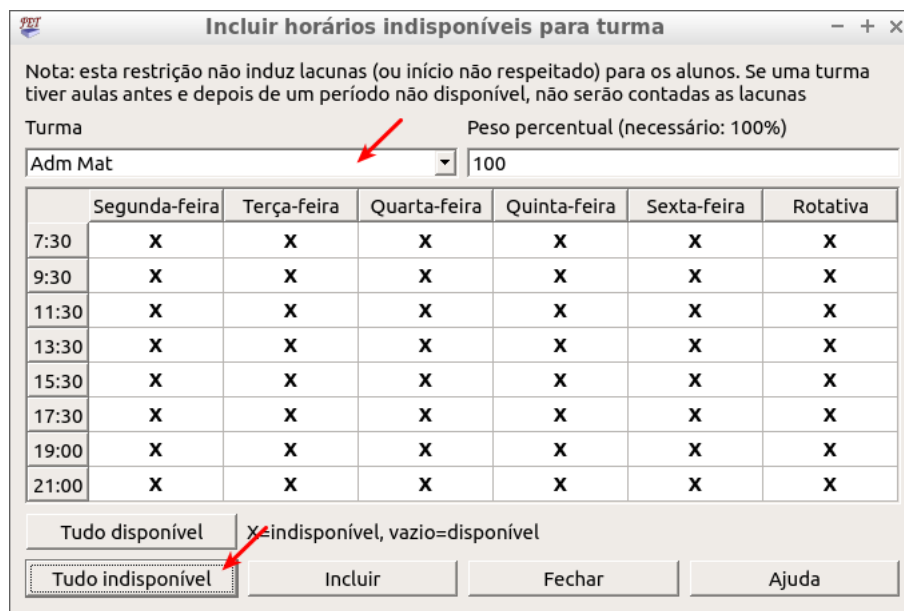 FET
Incluir horários indisponíveis para turma
Nota: esta restrição não induz lacunas (ou início não respeitado) para os alunos. Se uma turma
tiver aulas antes e depois de um período não disponível, não serão contadas as lacunas
Turma Peso percentual (necessário: 100%)
Adm Mat 100
Segunda-feira Terça-feira Quarta-feira Quinta-feira Sexta-feira Rotativa
7:30 X X X X X X
9:30 X X X X X X
11:30 X X X X X X
13:30 X X X X X X
15:30 X X X X X X
17:30 X X X X X X
19:00 X X X X X X
21:00 X X X X X X
Tudo disponível X=indisponível, vazio=disponível
Tudo indisponível Incluir Fechar Ajuda